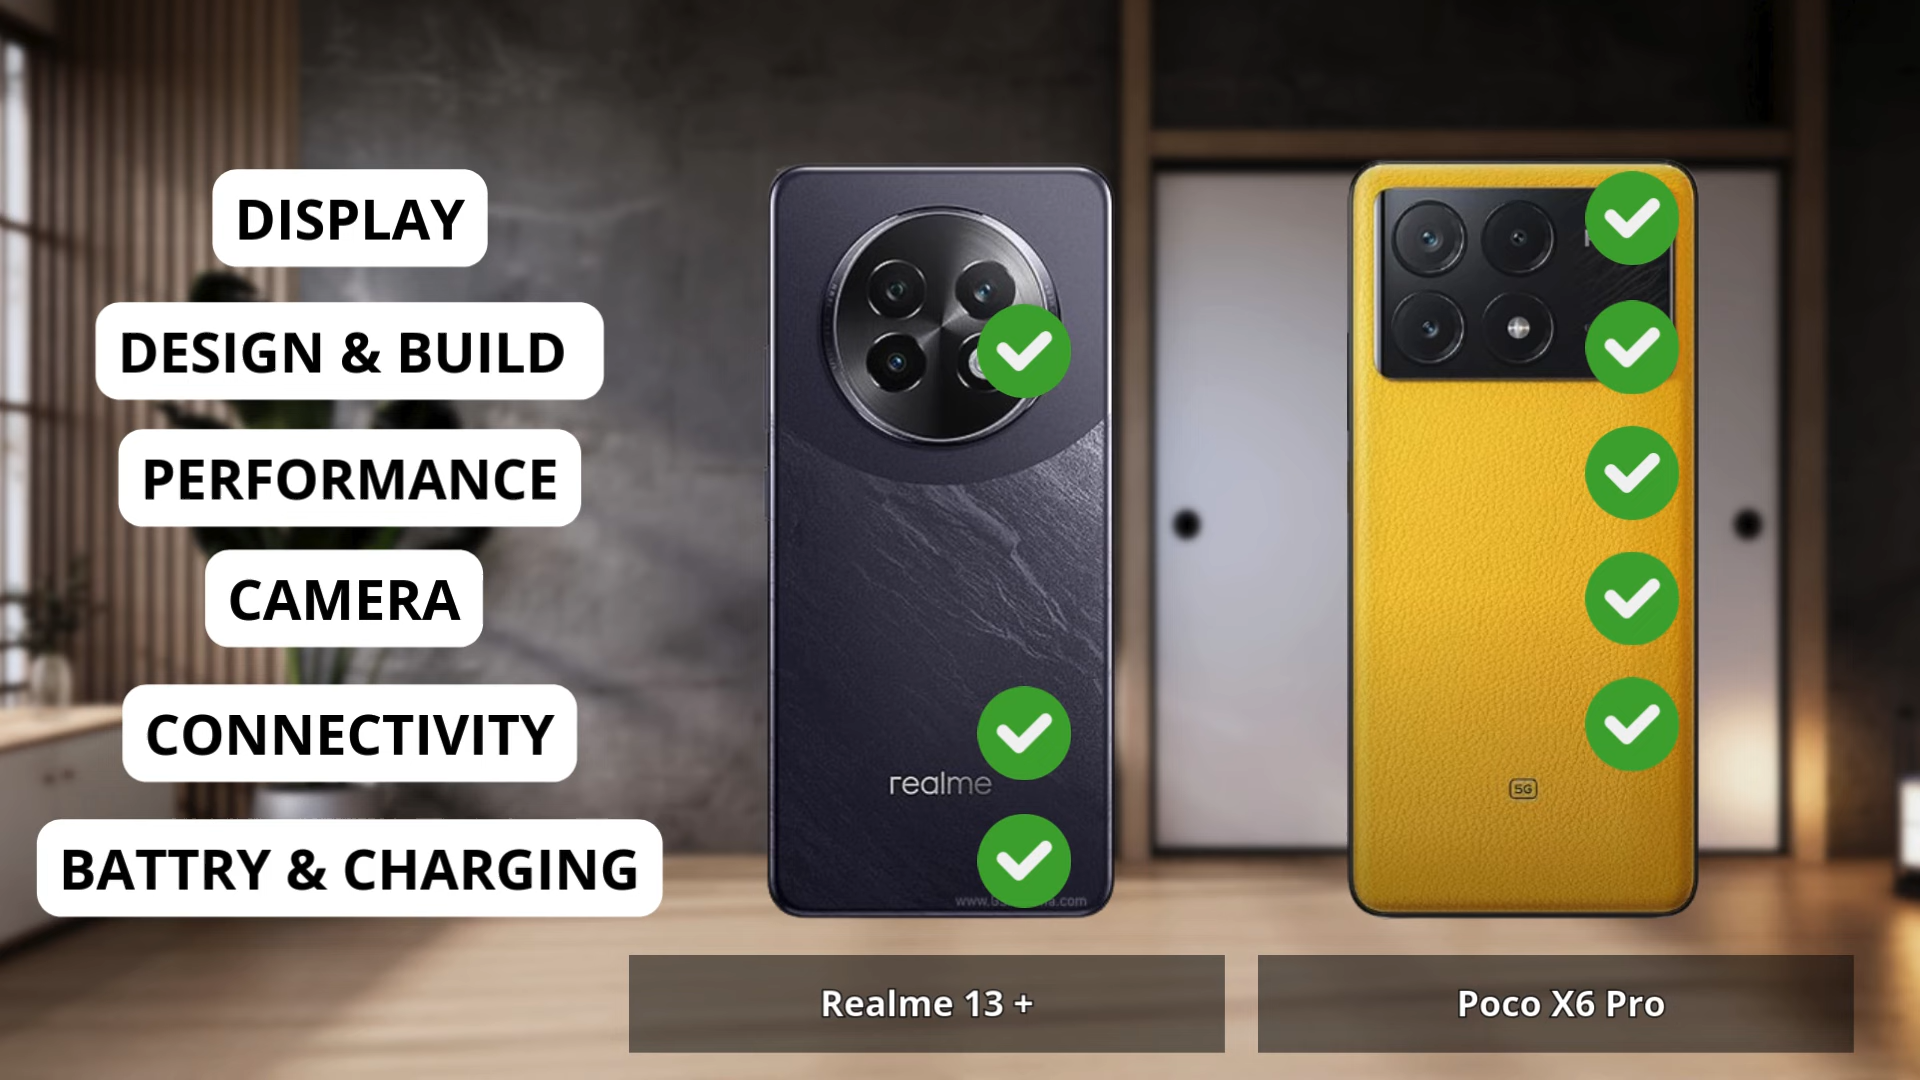 DISPLAY
DESIGN & BUILD
PERFORMANCE
CAMERA
CONNECTIVITY
BATTRY & CHARGING
realme
5G
Realme 13 +
Poco X6 Pro